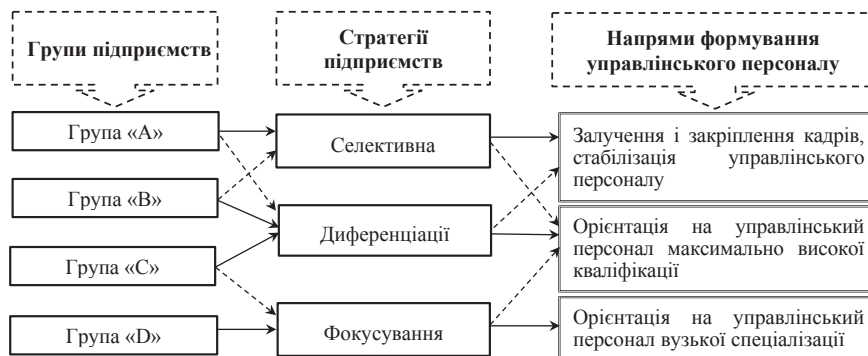 Групи підприємств
Стратегії
підприємств
Напрями формування
управлінського персоналу
Група «А»
Група «В»
Група «С»
Група «D»
Селективна
Диференціації
Фокусування
Залучення і закріплення кадрів,
стабілізація управлінського
персоналу
Орієнтація на управлінський
персонал максимально високої
кваліфікації
Орієнтація на управлінський
персонал вузької спеціалізації